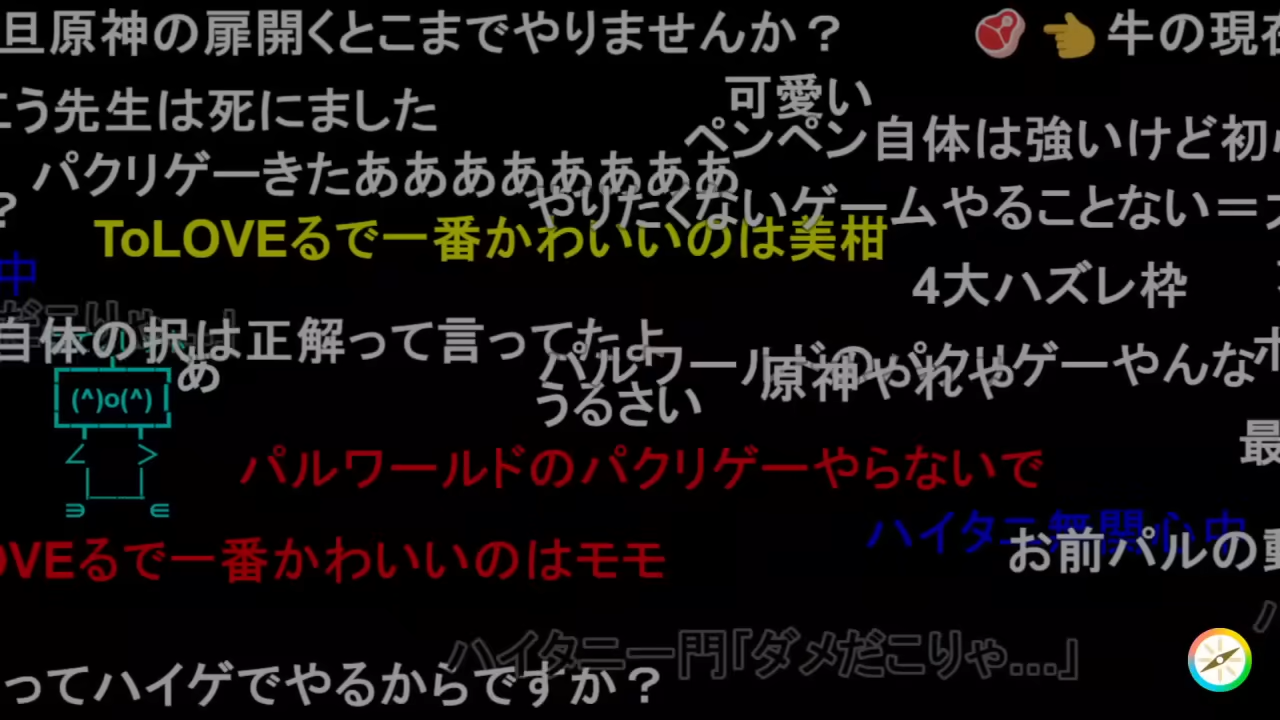 旦原神の扉開くとこまでやりませんか？
牛の現在
こう先生は死にました
可愛い
ペンペン自体は強いけど初心
パクリゲーきたああああああああ
？
やりたくないゲームやることない＝
ToLOVEるで一番かわいいのは美柑
中
4大ハズレ枠
だこりゃ...」
自体の択は正解って言ってたよ
パルワールドのパクリゲーやんな
原神やれや
あ
(^)o(^)
うるさい
最
パルワールドのパクリゲーやらないで
ハイタニ無関心中
お前パルの動
OVEるで一番かわいいのはモモ
ハイタニ一門「ダメだこりゃ...」
ってハイゲでやるからですか？